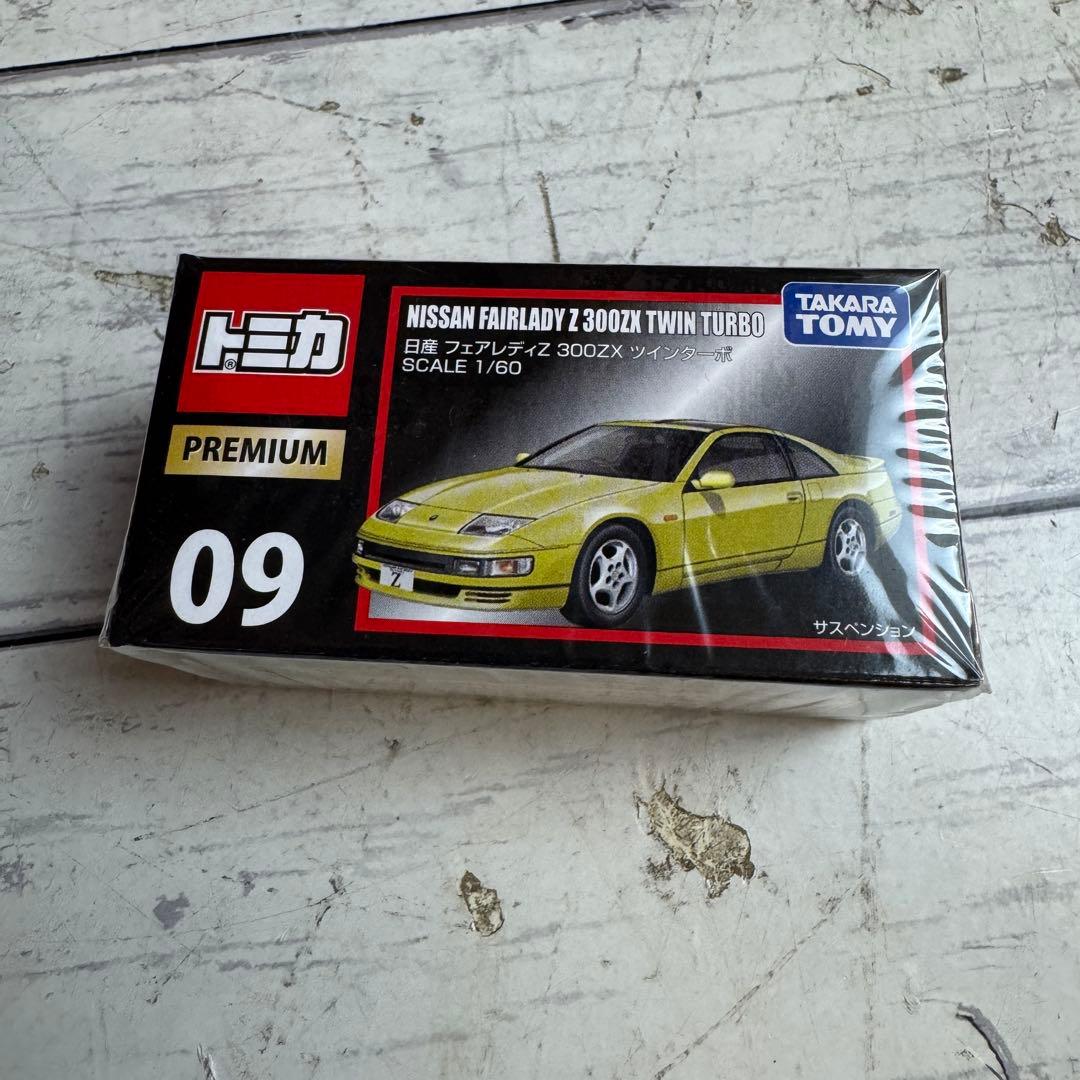 トミカ®
PREMIUM
09
NISSAN FAIRLADY Z 300ZX TWIN TURBO
日産 フェアレディZ 300ZX ツインターボ
SCALE 1/60
TAKARA
TOMY
Z
サスペンション